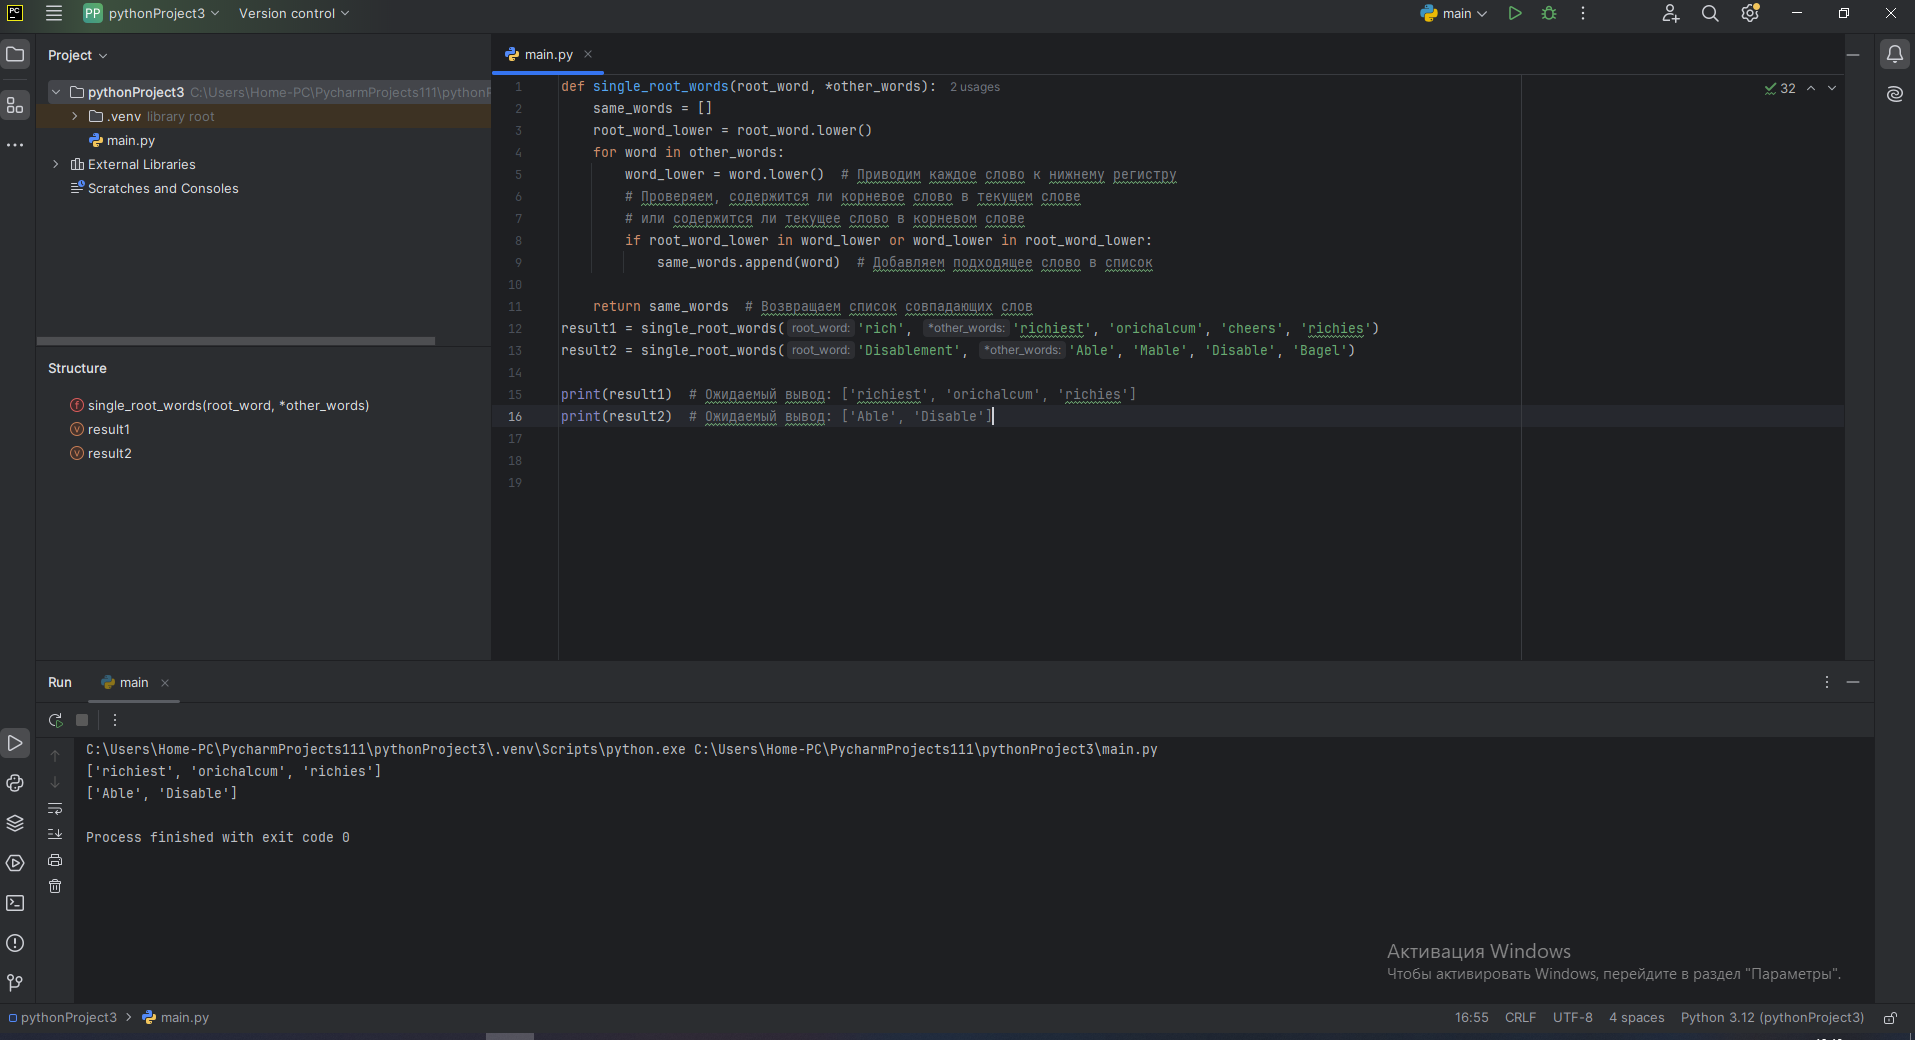 PC PP pythonProject3 Version control main
Project
pythonProject3 C:\Users\Home-PC\PycharmProjects111\pythonP
.venv library root
main.py
External Libraries
Scratches and Consoles
Structure
single_root_words(root_word, *other_words)
result1
result2
main.py
32
1 def single_root_words(root_word, *other_words): 2 usages
2 same_words = []
3 root_word_lower = root_word.lower()
4 for word in other_words:
5 word_lower = word.lower() # Приводим каждое слово к нижнему регистру
6 # Проверяем, содержится ли корневое слово в текущем слове
7 # или содержится ли текущее слово в корневом слове
8 if root_word_lower in word_lower or word_lower in root_word_lower:
9 same_words.append(word) # Добавляем подходящее слово в список
10
11 return same_words # Возвращаем список совпадающих слов
12 result1 = single_root_words( root_word: 'rich', *other_words: 'richiest', 'orichalcum', 'cheers', 'richies')
13 result2 = single_root_words( root_word: 'Disablement', *other_words: 'Able', 'Mable', 'Disable', 'Bagel')
14
15 print(result1) # Ожидаемый вывод: ['richiest', 'orichalcum', 'richies']
16 print(result2) # Ожидаемый вывод: ['Able', 'Disable']
17
18
19
Run main
C:\Users\Home-PC\PycharmProjects111\pythonProject3\.venv\Scripts\python.exe C:\Users\Home-PC\PycharmProjects111\pythonProject3\main.py
['richiest', 'orichalcum', 'richies']
['Able', 'Disable']
Process finished with exit code 0
Активация Windows
Чтобы активировать Windows, перейдите в раздел "Параметры".
pythonProject3 main.py
16:55 CRLF UTF-8 4 spaces Python 3.12 (pythonProject3)